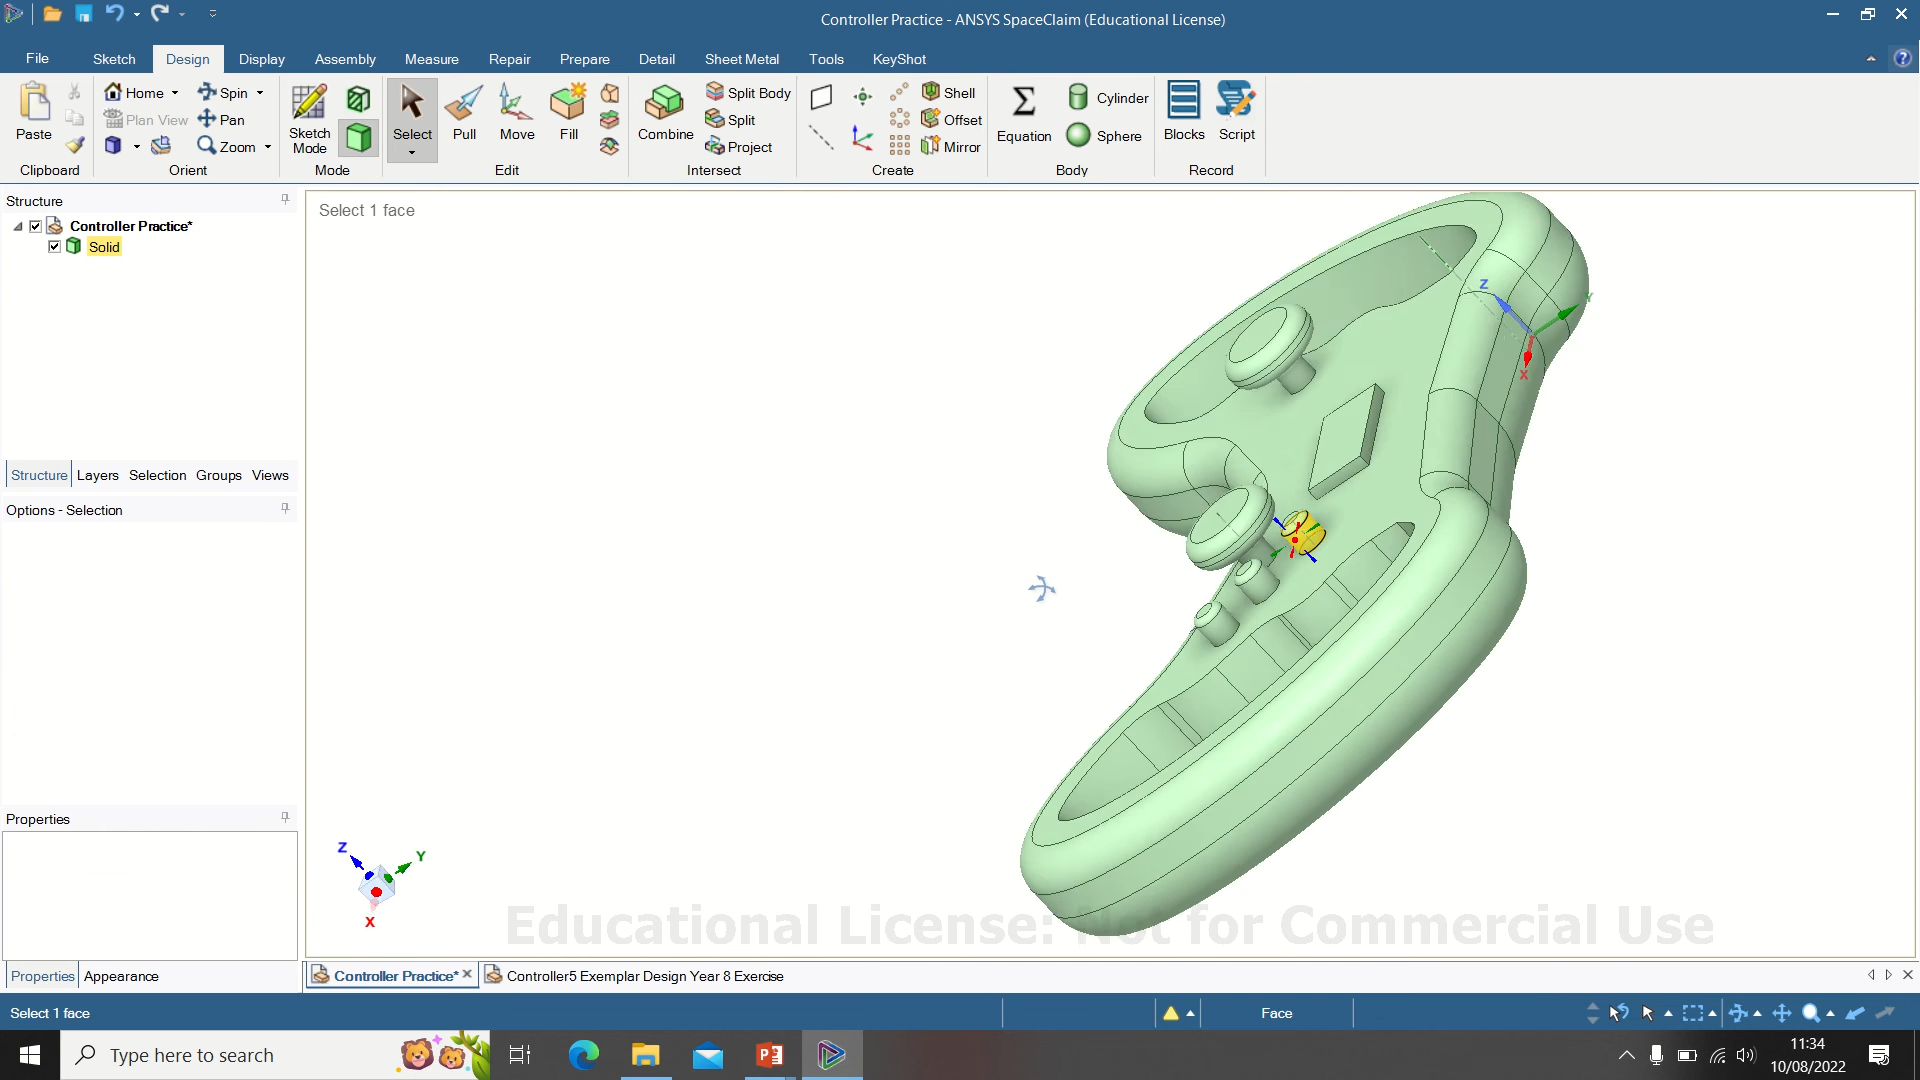 Controller Practice - ANSYS SpaceClaim (Educational License)
File Sketch Design Display Assembly Measure Repair Prepare Detail Sheet Metal Tools KeyShot
Paste
Clipboard
Home Spin
Plan View Pan
Zoom
Orient
Sketch Mode
Mode
Select Pull Move Fill
Edit
Combine
Split Body
Split
Project
Intersect
Shell
Offset
Mirror
Create
Equation
Cylinder
Sphere
Body
Blocks Script
Record
Structure
Controller Practice*
Solid
Structure Layers Selection Groups Views
Options - Selection
Properties
Properties Appearance
Select 1 face
Z
Y
X
Z
Y
X
Educational License: Not for Commercial Use
Controller Practice* Controller5 Exemplar Design Year 8 Exercise
Select 1 face
Face
Type here to search
11:34
10/08/2022